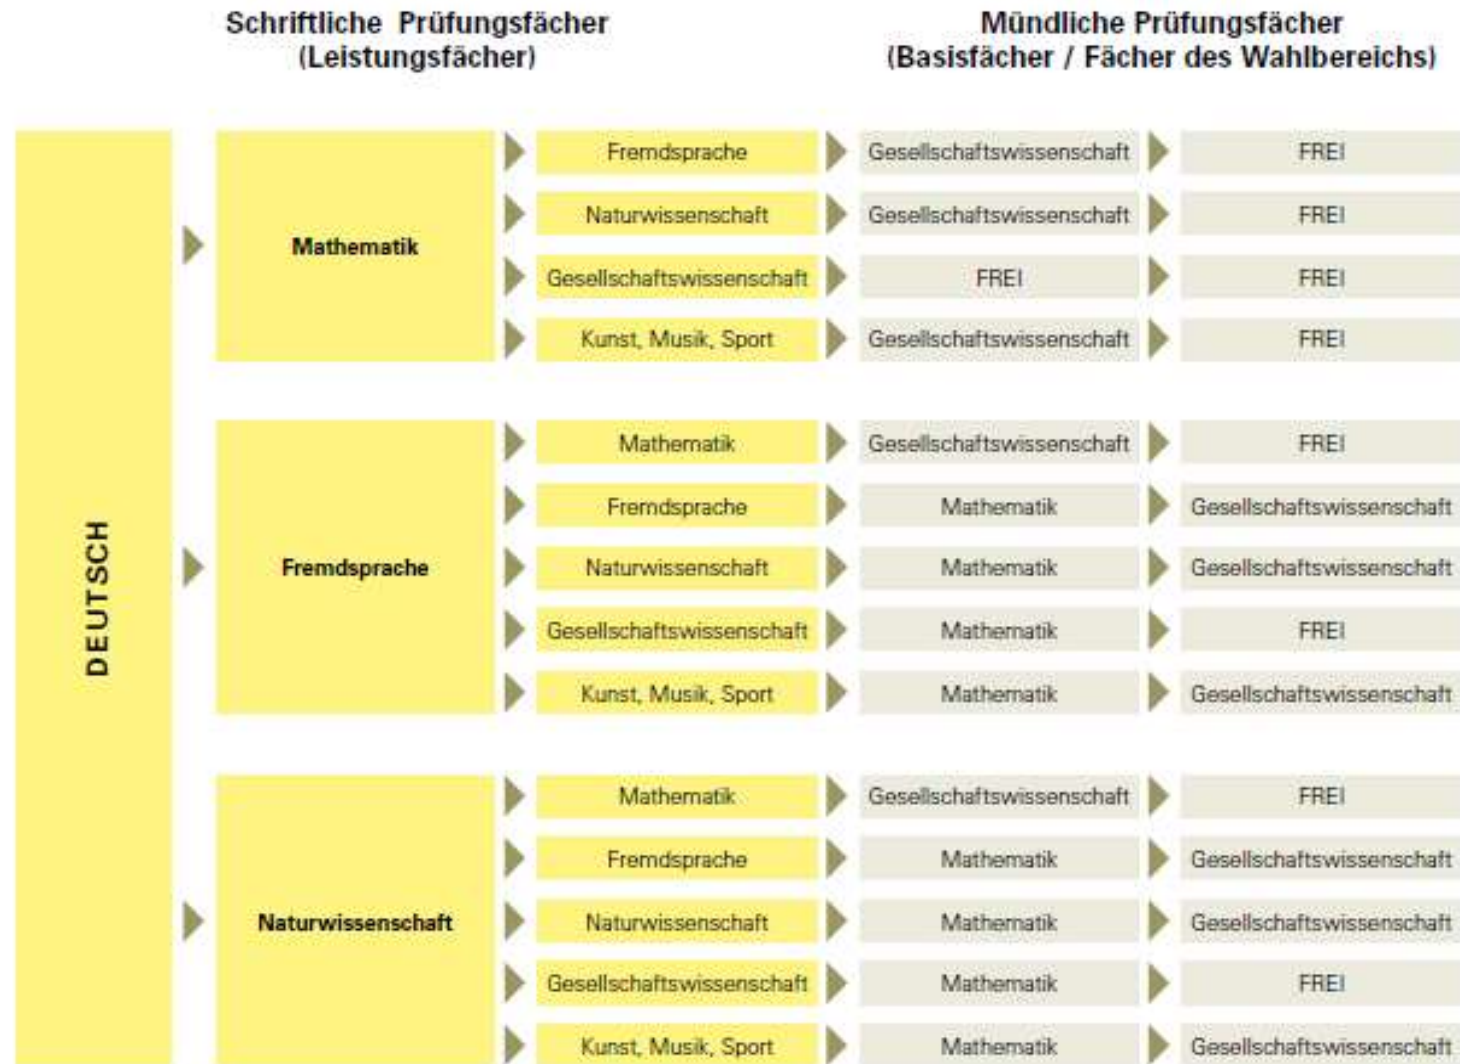 Schriftliche Prüfungsfächer
(Leistungsfächer)
Mündliche Prüfungsfächer
(Basisfächer / Fächer des Wahlbereichs)
DEUTSCH
Mathematik
Fremdsprache Gesellschaftswissenschaft FREI
Naturwissenschaft Gesellschaftswissenschaft FREI
Gesellschaftswissenschaft FREI FREI
Kunst, Musik, Sport Gesellschaftswissenschaft FREI
Fremdsprache
Mathematik Gesellschaftswissenschaft FREI
Fremdsprache Mathematik Gesellschaftswissenschaft
Naturwissenschaft Mathematik Gesellschaftswissenschaft
Gesellschaftswissenschaft Mathematik FREI
Kunst, Musik, Sport Mathematik Gesellschaftswissenschaft
Naturwissenschaft
Mathematik Gesellschaftswissenschaft FREI
Fremdsprache Mathematik Gesellschaftswissenschaft
Naturwissenschaft Mathematik Gesellschaftswissenschaft
Gesellschaftswissenschaft Mathematik FREI
Kunst, Musik, Sport Mathematik Gesellschaftswissenschaft